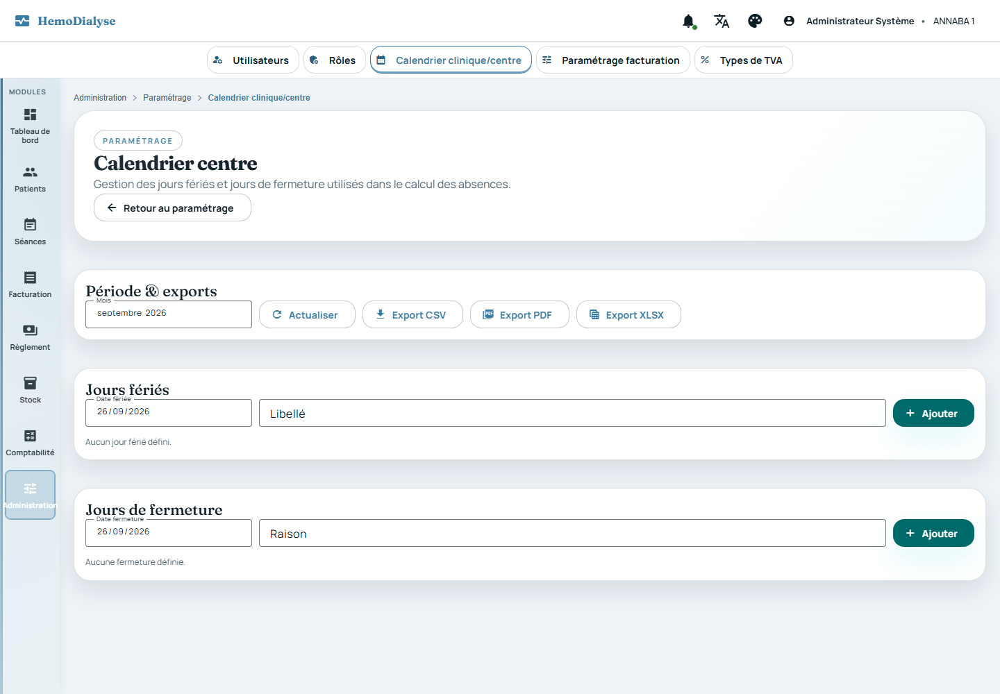 HemoDialyse
Administrateur Système • ANNABA 1
Utilisateurs
Rôles
Calendrier clinique/centre
Paramétrage facturation
Types de TVA
MODULES
Tableau de
bord
Patients
Séances
Facturation
Règlement
Stock
Comptabilité
Administration
Administration > Paramétrage > Calendrier clinique/centre
PARAMÉTRAGE
Calendrier centre
Gestion des jours fériés et jours de fermeture utilisés dans le calcul des absences.
Retour au paramétrage
Période & exports
Mois
septembre 2026
Actualiser
Export CSV
Export PDF
Export XLSX
Jours fériés
Date fériée
26/09/2026
Libellé
Ajouter
Aucun jour férié défini.
Jours de fermeture
Date fermeture
26/09/2026
Raison
Ajouter
Aucune fermeture définie.